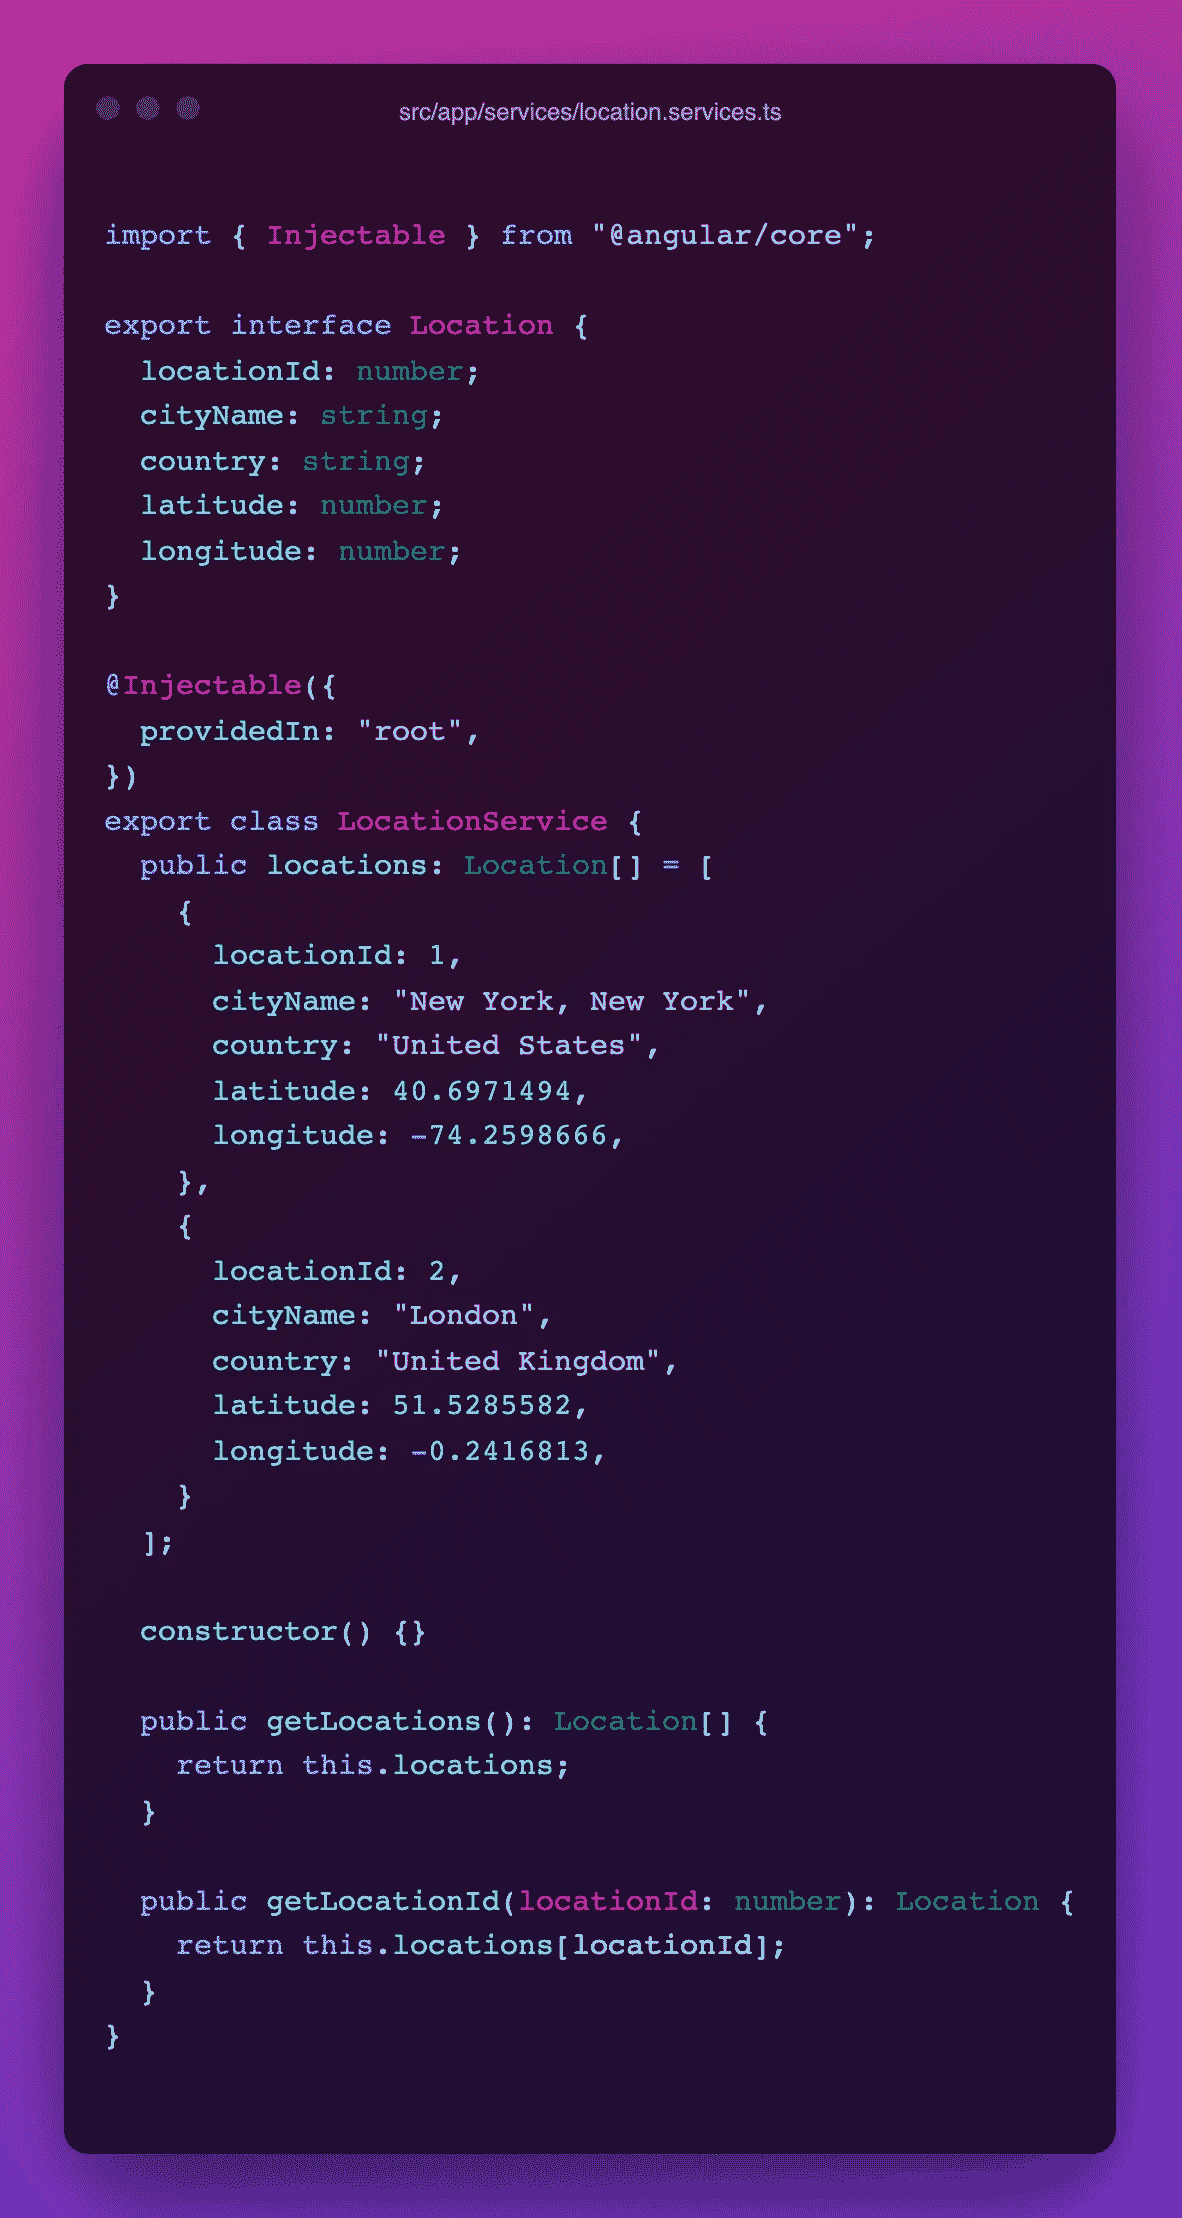 src/app/services/location.services.ts
import { Injectable } from "@angular/core";
export interface Location {
  locationId: number;
  cityName: string;
  country: string;
  latitude: number;
  longitude: number;
}
@Injectable({
  providedIn: "root",
})
export class LocationService {
  public locations: Location[] = [
    {
      locationId: 1,
      cityName: "New York, New York",
      country: "United States",
      latitude: 40.6971494,
      longitude: -74.2598666,
    },
    {
      locationId: 2,
      cityName: "London",
      country: "United Kingdom",
      latitude: 51.5285582,
      longitude: -0.2416813,
    }
  ];
  constructor() {}
  public getLocations(): Location[] {
    return this.locations;
  }
  public getLocationId(locationId: number): Location {
    return this.locations[locationId];
  }
}